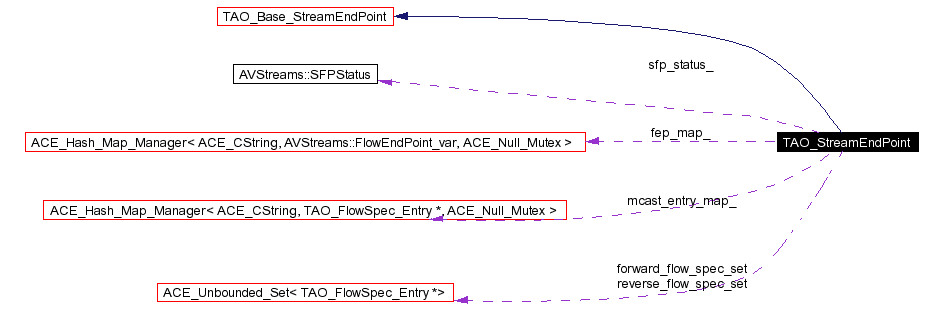 TAO_Base_StreamEndPoint
sfp_status_
AVStreams::SFPStatus
fep_map_
ACE_Hash_Map_Manager< ACE_CString, AVStreams::FlowEndPoint_var, ACE_Null_Mutex >
TAO_StreamEndPoint
mcast_entry_map_
ACE_Hash_Map_Manager< ACE_CString, TAO_FlowSpec_Entry *, ACE_Null_Mutex >
forward_flow_spec_set
reverse_flow_spec_set
ACE_Unbounded_Set< TAO_FlowSpec_Entry *>